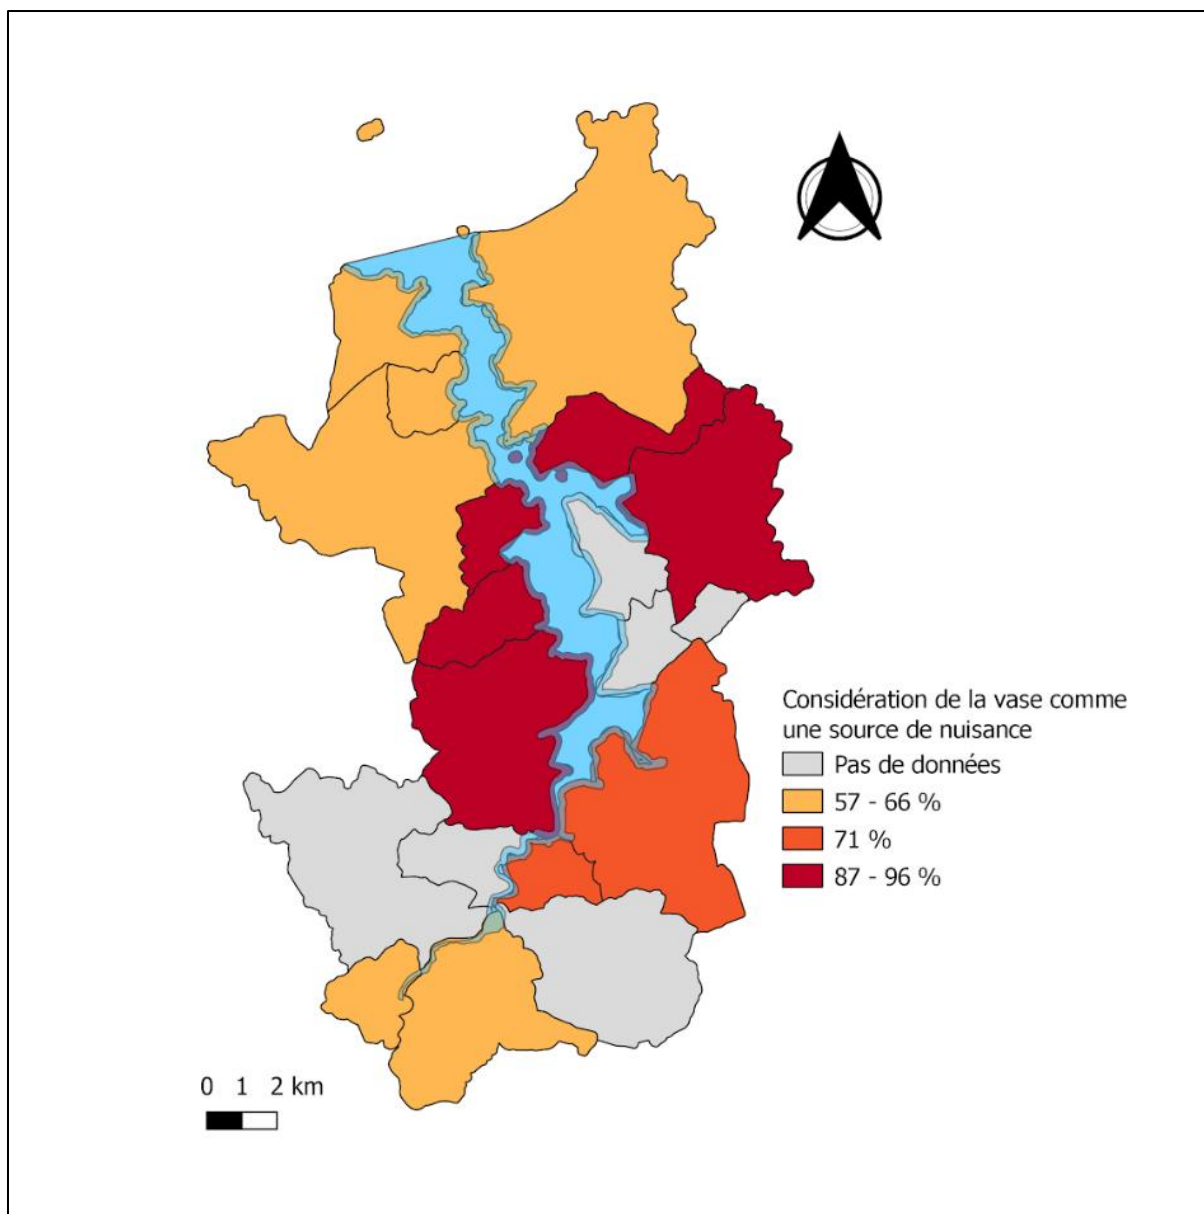 Considération de la vase comme
une source de nuisance
Pas de données
57 - 66 %
71 %
87 - 96 %
0 1 2 km